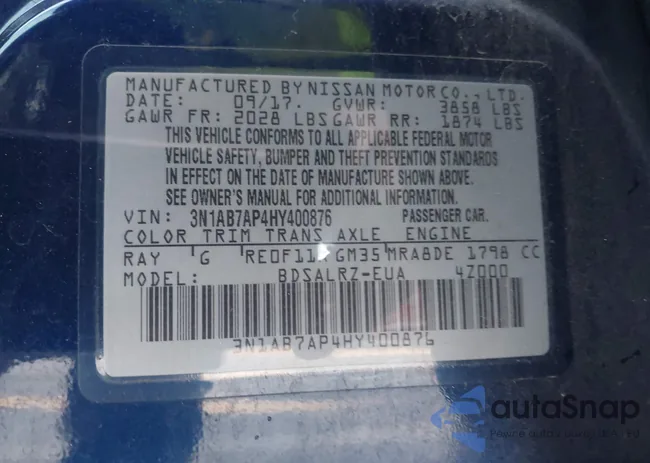 MANUFACTURED BY NISSAN MOTOR CO., LTD.
DATE: 09/17. GVWR: 3858 LBS
GAWR FR: 2028 LBS GAWR RR: 1874 LBS
THIS VEHICLE CONFORMS TO ALL APPLICABLE FEDERAL MOTOR
VEHICLE SAFETY, BUMPER AND THEFT PREVENTION STANDARDS
IN EFFECT ON THE DATE OF MANUFACTURE SHOWN ABOVE.
SEE OWNER'S MANUAL FOR ADDITIONAL INFORMATION.
VIN: 3N1AB7AP4HY400876 PASSENGER CAR.
COLOR TRIM TRANS AXLE ENGINE
RAY G GM35 MRA8DE 1798 CC
MODEL: BDSALRZ-EUA 4Z000
3N1AB7AP4HY400876
autoSnap